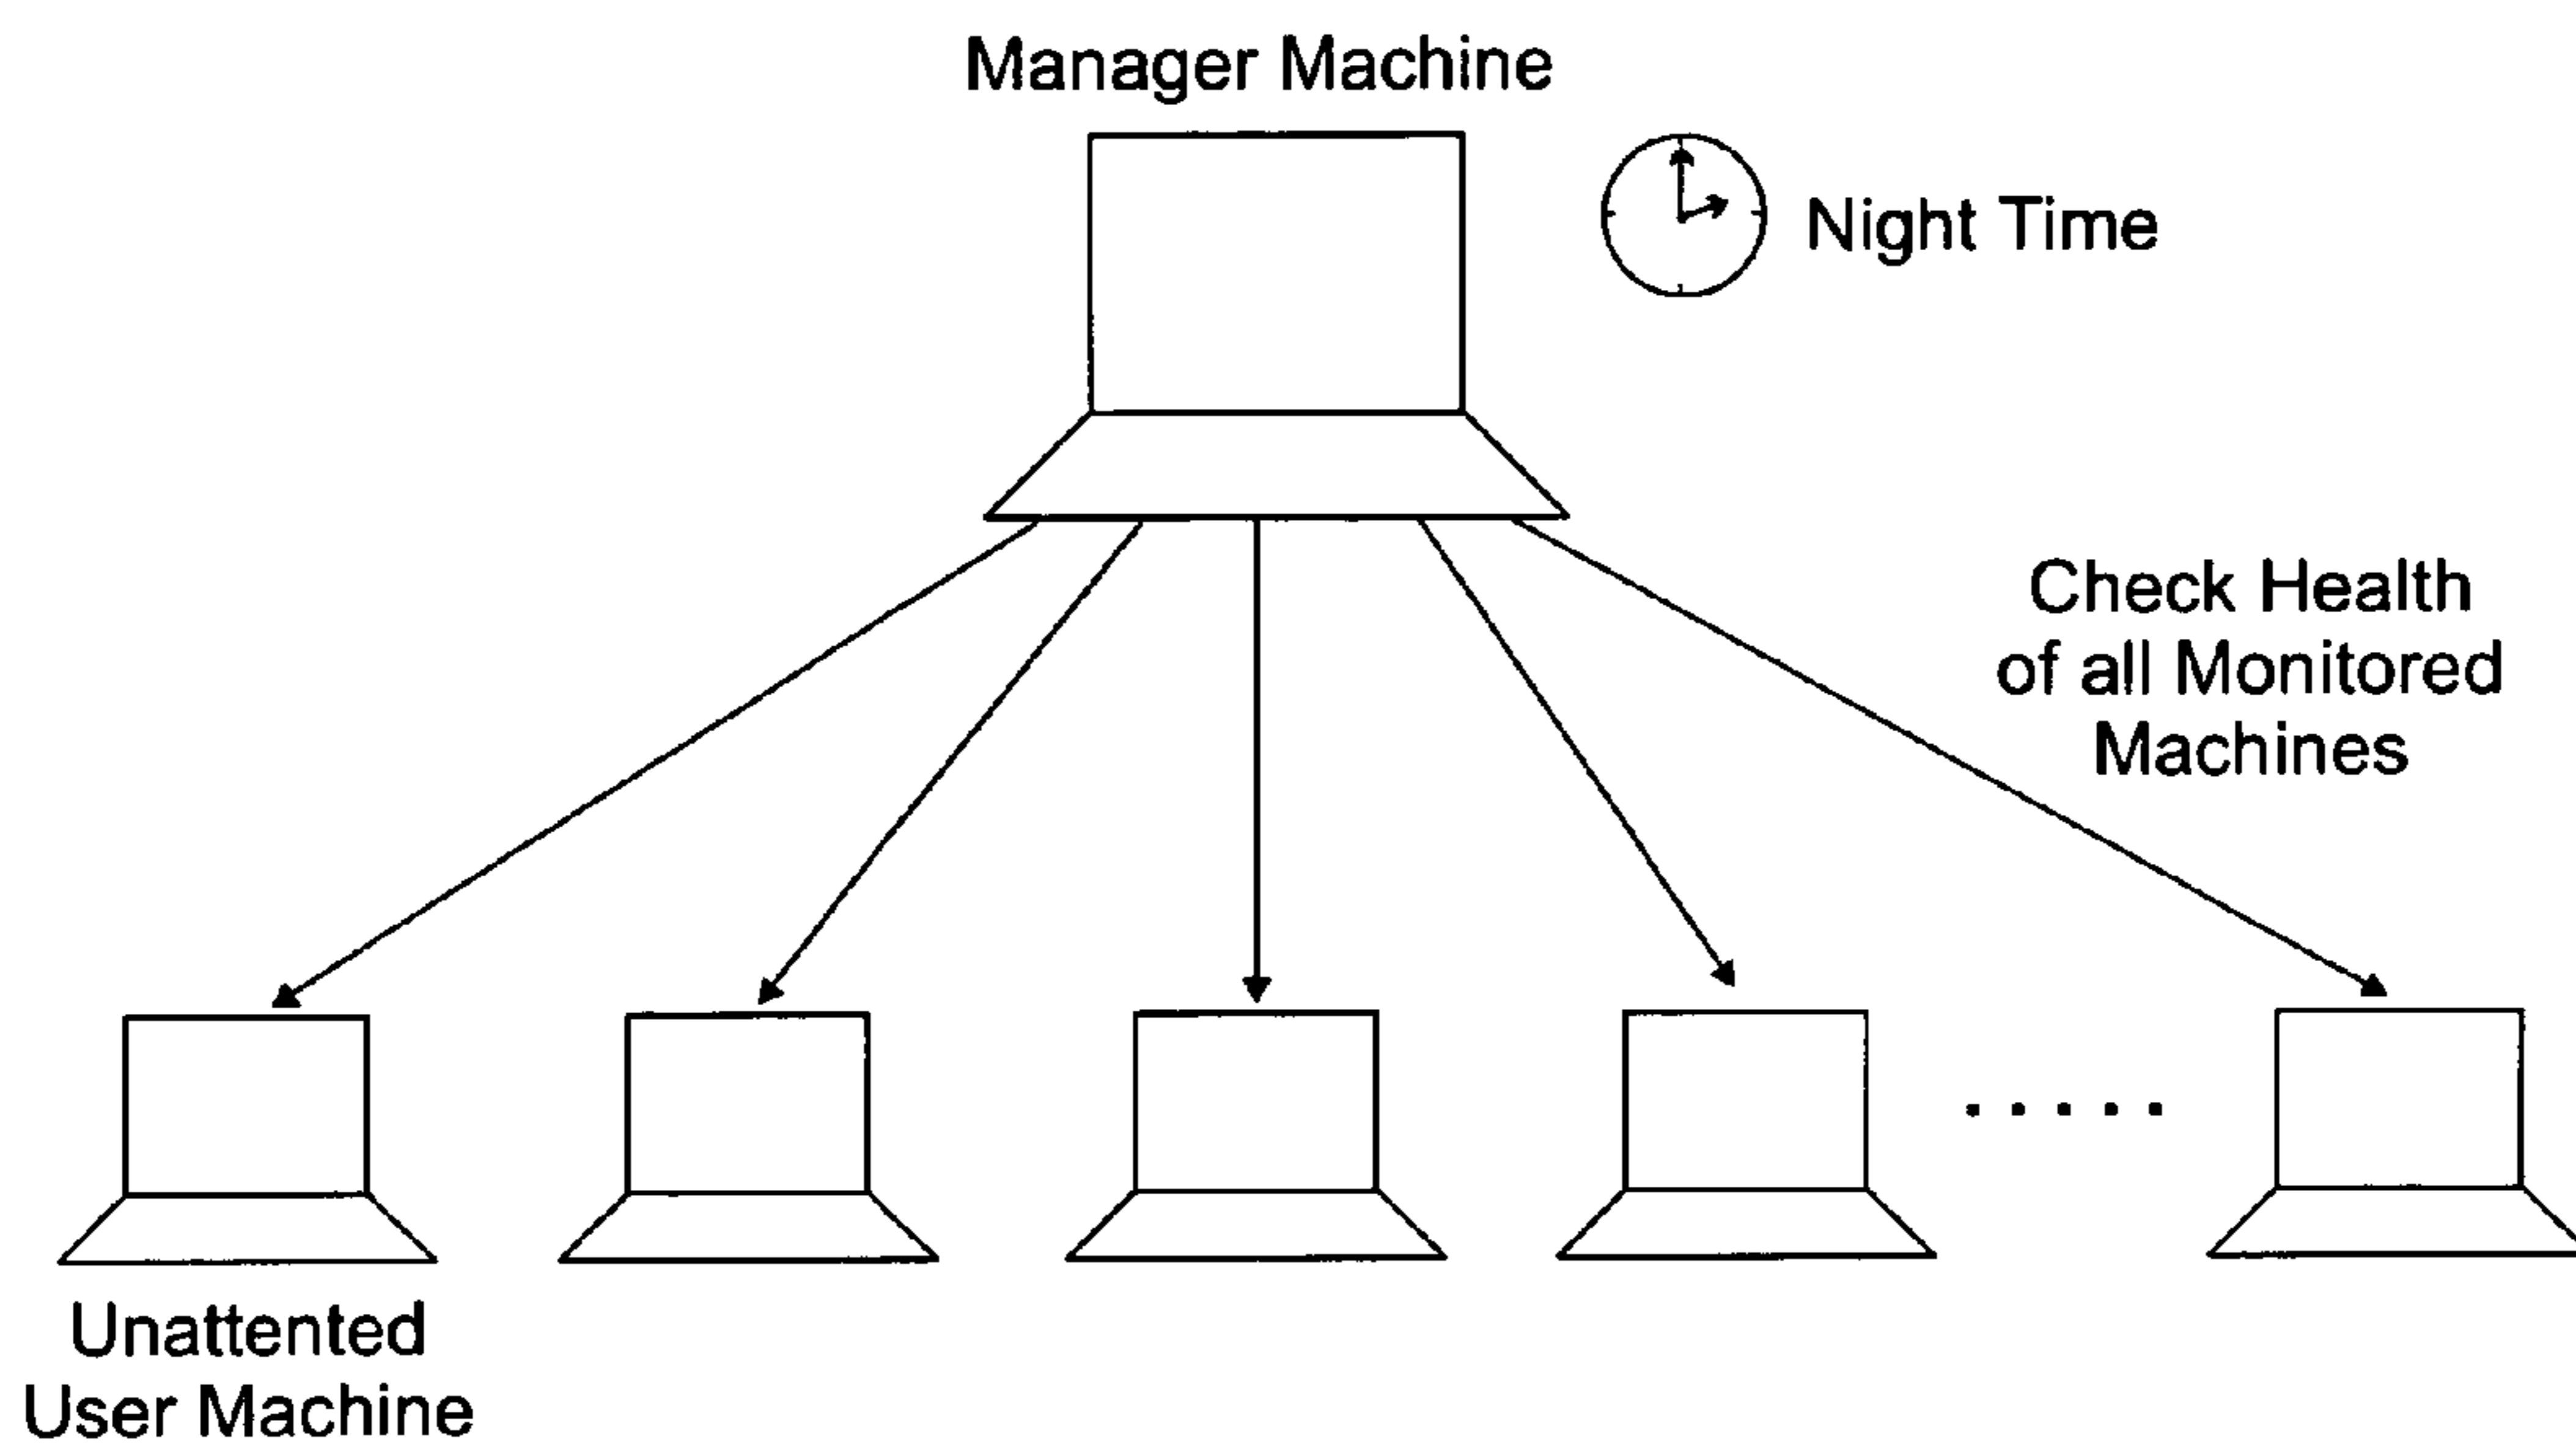 Manager Machine
Night Time
Check Health
of all Monitored
Machines
Unattented
User Machine